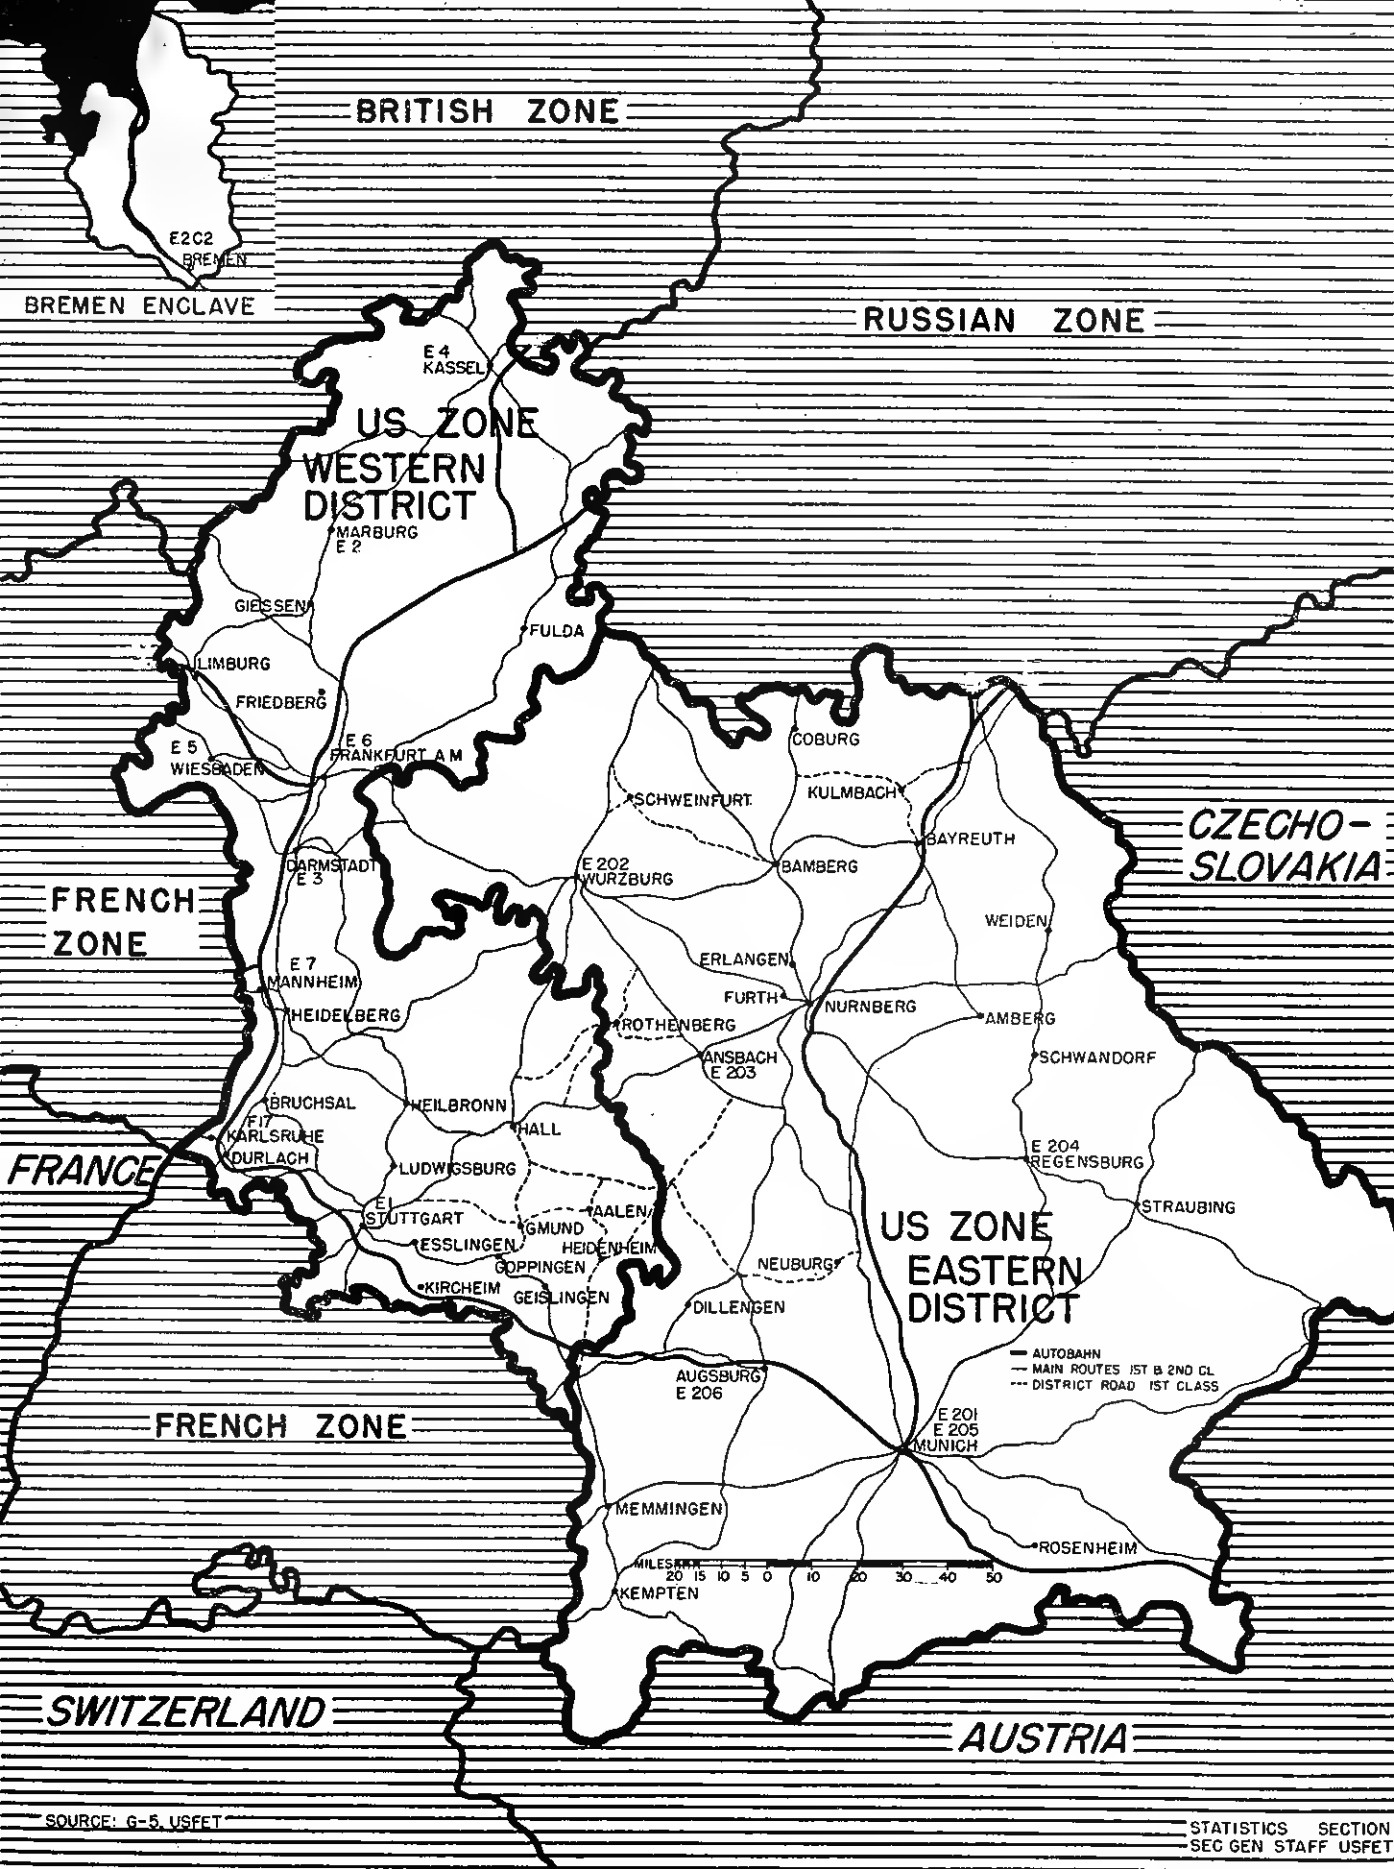 BRITISH ZONE
E2C2
BREMEN
BREMEN ENCLAVE
RUSSIAN ZONE
E 4
KASSEL
US ZONE
WESTERN
DISTRICT
MARBURG
E 2
GIESSEN
FULDA
LIMBURG
FRIEDBERG
E 5
WIESBADEN
E 6
FRANKFURT A M
COBURG
SCHWEINFURT
KULMBACH
CZECHO-
SLOVAKIA
BAYREUTH
DARMSTADT
E 3
E 202
WURZBURG
BAMBERG
FRENCH
ZONE
WEIDEN
E 7
MANNHEIM
ERLANGEN
HEIDELBERG
FURTH
NURNBERG
AMBERG
ROTHENBERG
ANSBACH
E 203
SCHWANDORF
BRUCHSAL
HEILBRONN
F17
KARLSRUHE
HALL
DURLACH
FRANCE
LUDWIGSBURG
E 204
REGENSBURG
STRAUBING
E1
STUTTGART
AALEN
GMUND
ESSLINGEN
HEIDENHEIM
GOPPINGEN
KIRCHEIM
GEISLINGEN
NEUBURG
DILLENGEN
US ZONE
EASTERN
DISTRICT
AUTOBAHN
MAIN ROUTES 1ST & 2ND CL
DISTRICT ROAD 1ST CLASS
AUGSBURG
E 206
E 201
E 205
MUNICH
FRENCH ZONE
MEMMINGEN
ROSENHEIM
MILES
20 15 10 5 0 10 20 30 40 50
KEMPTEN
SWITZERLAND
AUSTRIA
SOURCE: G-5, USFET
STATISTICS SECTION
SEC GEN STAFF USFET